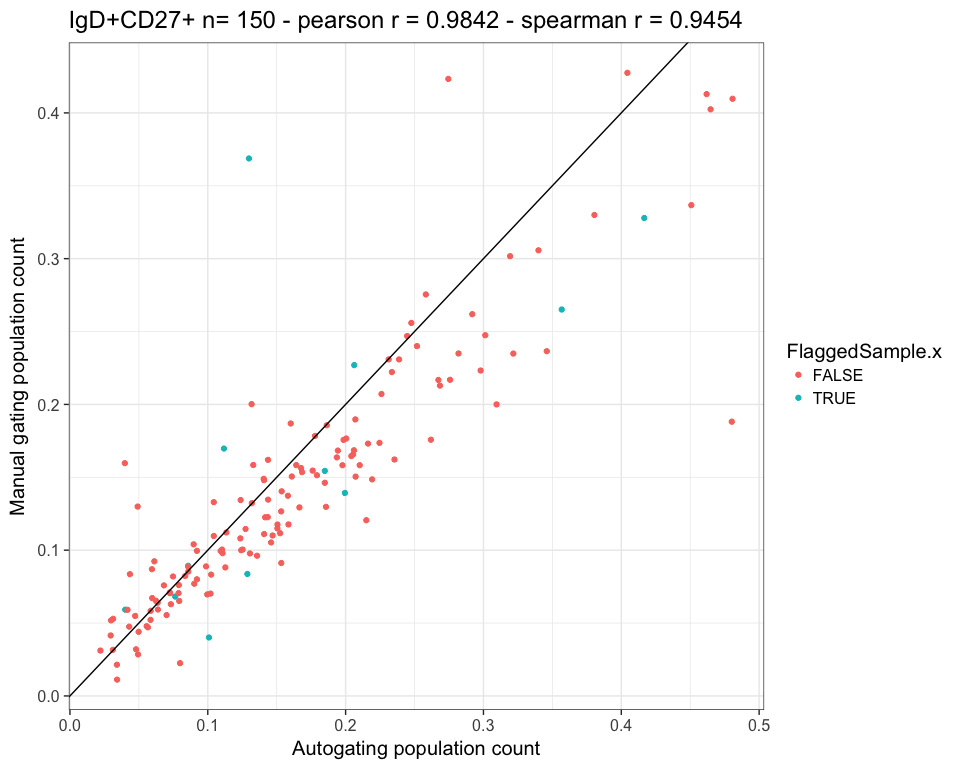 IgD+CD27+ n= 150 - pearson r = 0.9842 - spearman r = 0.9454
Manual gating population count
0.4
0.3
0.2
0.1
0.0
0.0 0.1 0.2 0.3 0.4 0.5
Autogating population count
FlaggedSample.x
FALSE
TRUE